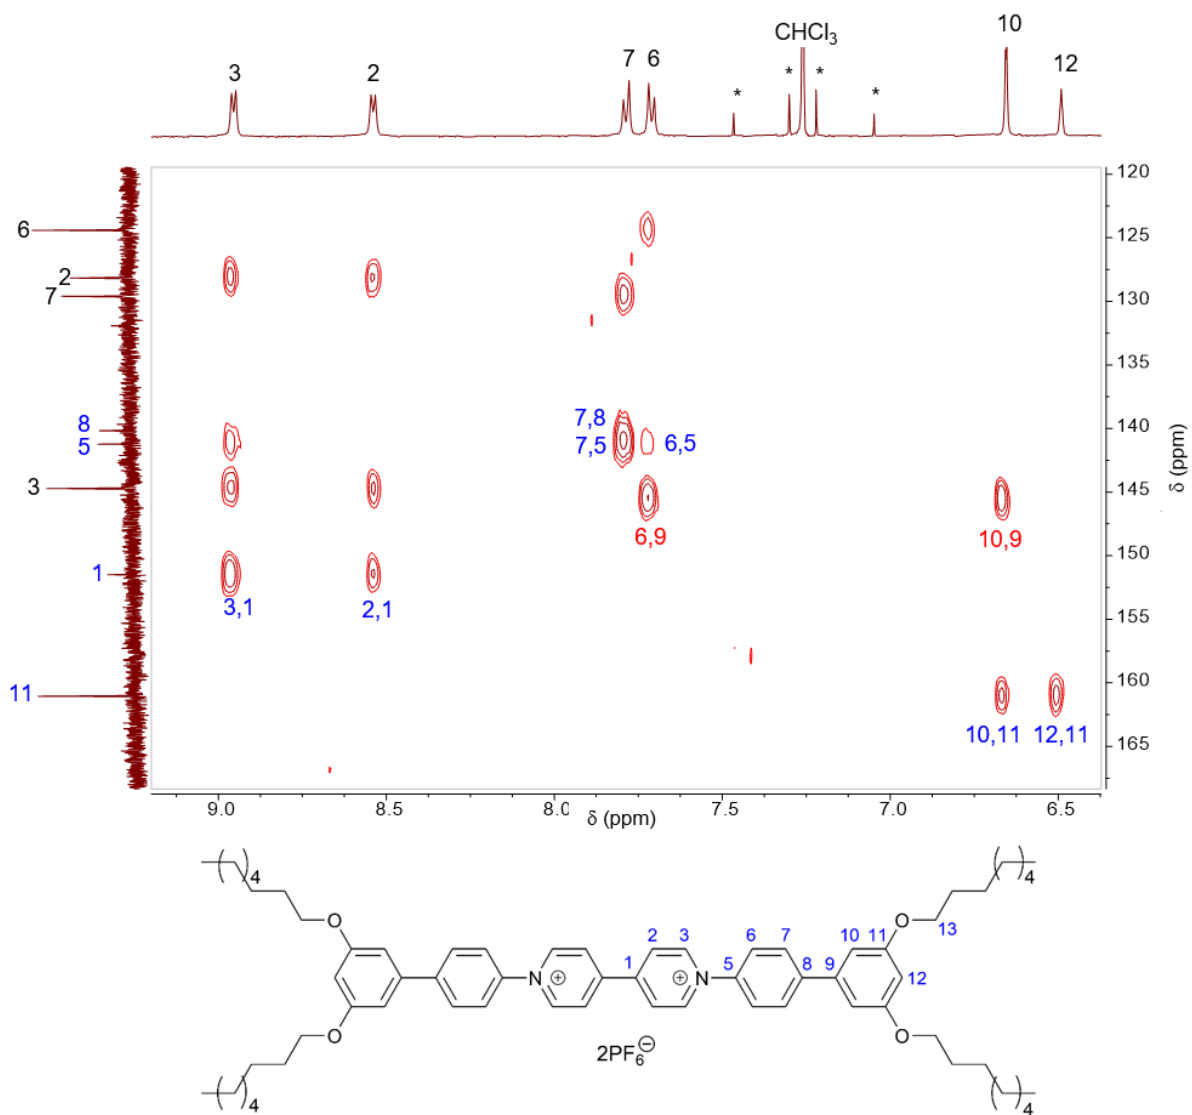 CHCl3
3 2 7 6 * * * * 10 12
120
6 125
2
7 130
135
8 7,8 140
5 7,5 6,5
3 145
6,9 10,9
1 150
3,1 2,1 155
11 160
10,11 12,11 165
δ (ppm)
9.0 8.5 8.0 7.5 7.0 6.5
δ (ppm)
4 4
O O
13
2 3 6 7 10 11
1 N + N + 5 8 9 12
O O
2PF6⊖
4 4